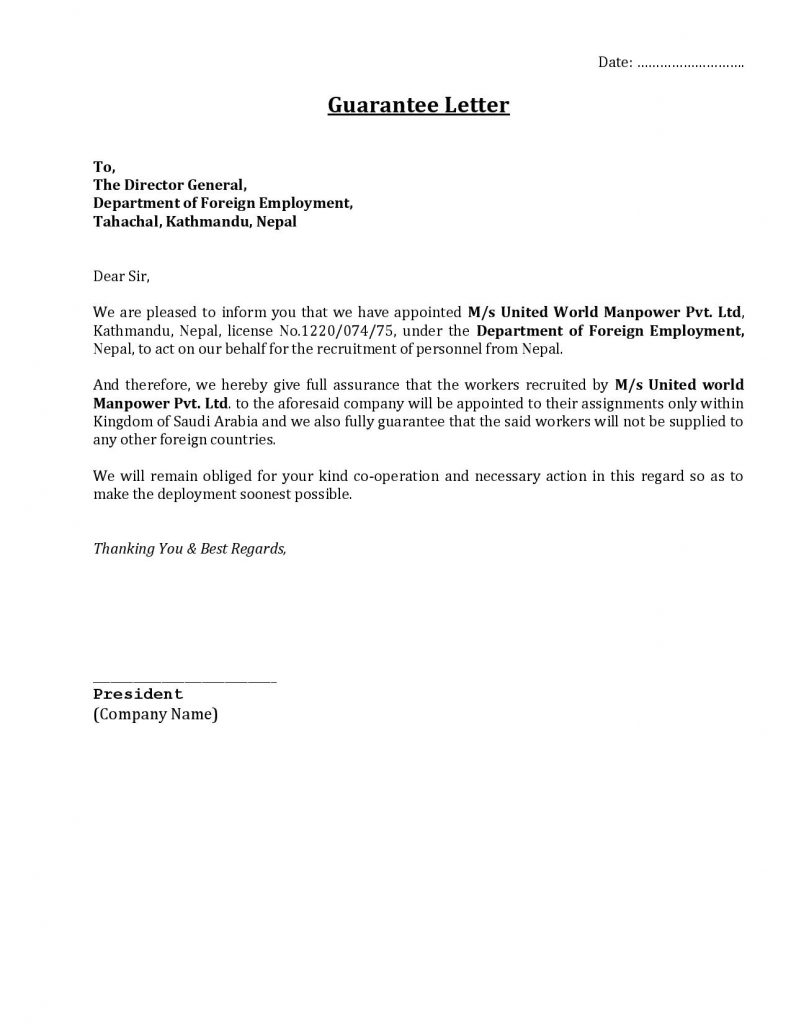 Date: ...........................
Guarantee Letter
To,
The Director General,
Department of Foreign Employment,
Tahachal, Kathmandu, Nepal
Dear Sir,
We are pleased to inform you that we have appointed M/s United World Manpower Pvt. Ltd,
Kathmandu, Nepal, license No.1220/074/75, under the Department of Foreign Employment,
Nepal, to act on our behalf for the recruitment of personnel from Nepal.
And therefore, we hereby give full assurance that the workers recruited by M/s United world
Manpower Pvt. Ltd. to the aforesaid company will be appointed to their assignments only within
Kingdom of Saudi Arabia and we also fully guarantee that the said workers will not be supplied to
any other foreign countries.
We will remain obliged for your kind co-operation and necessary action in this regard so as to
make the deployment soonest possible.
Thanking You & Best Regards,
___________________________
President
(Company Name)